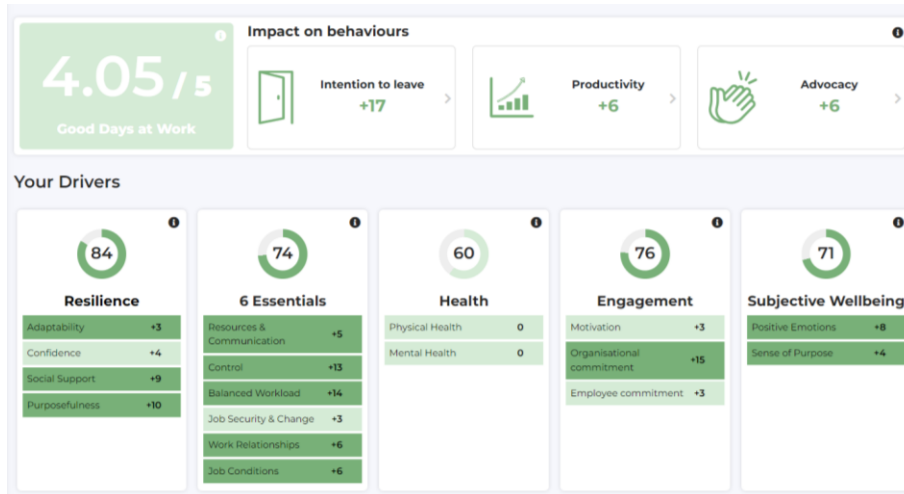 4.05 / 5
Good Days at Work
Impact on behaviours
Intention to leave
+17
Productivity
+6
Advocacy
+6
Your Drivers
84
Resilience
Adaptability +3
Confidence +4
Social Support +9
Purposefulness +10
74
6 Essentials
Resources &
Communication +5
Control +13
Balanced Workload +14
Job Security & Change +3
Work Relationships +6
Job Conditions +6
60
Health
Physical Health 0
Mental Health 0
76
Engagement
Motivation +3
Organisational
commitment +15
Employee commitment +3
71
Subjective Wellbeing
Positive Emotions +8
Sense of Purpose +4